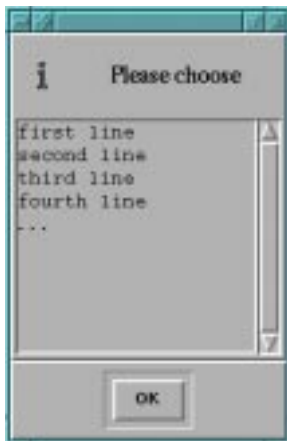 i Please choose
first line
second line
third line
fourth line
...
OK